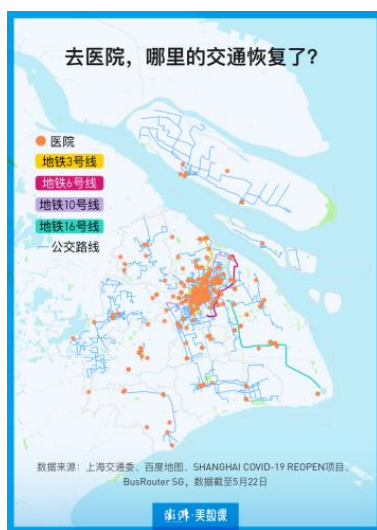 去医院，哪里的交通恢复了？
医院
地铁3号线
地铁6号线
地铁10号线
地铁16号线
公交路线
数据来源：上海交通委、百度地图、SHANGHAI COVID-19 REOPEN项目、
BusRouter SG，数据截至5月22日
澎湃·美数课